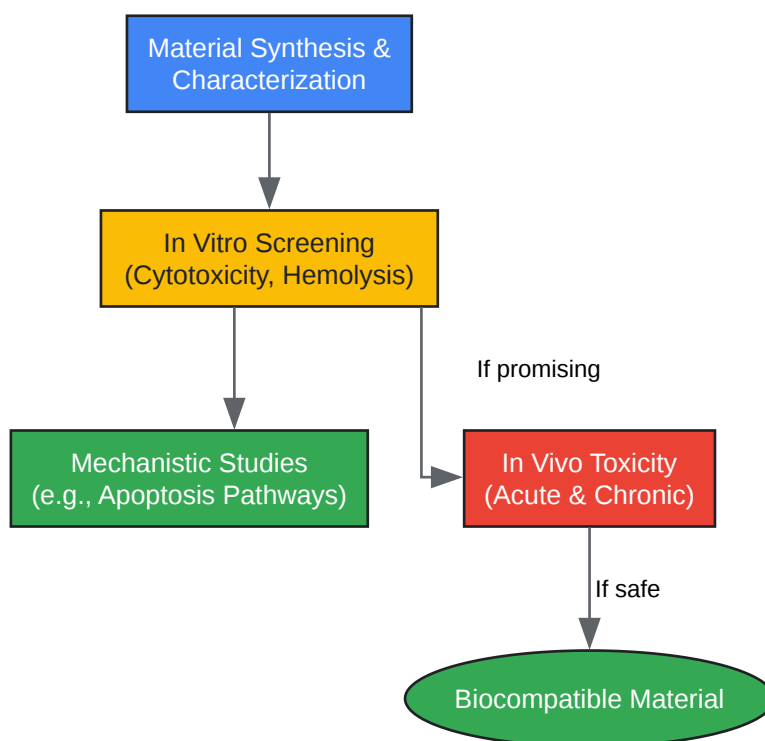 Material Synthesis &
Characterization
In Vitro Screening
(Cytotoxicity, Hemolysis)
If promising
Mechanistic Studies
(e.g., Apoptosis Pathways)
In Vivo Toxicity
(Acute & Chronic)
If safe
Biocompatible Material